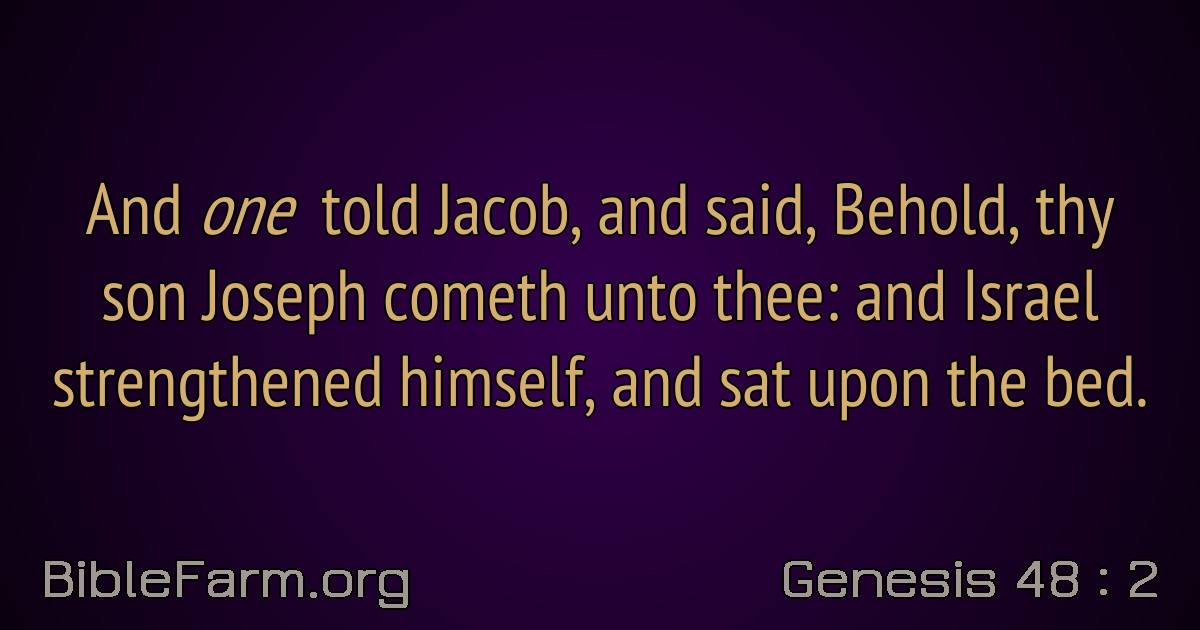 And one told Jacob, and said, Behold, thy
son Joseph cometh unto thee: and Israel
strengthened himself, and sat upon the bed.
BibleFarm.org
Genesis 48 : 2